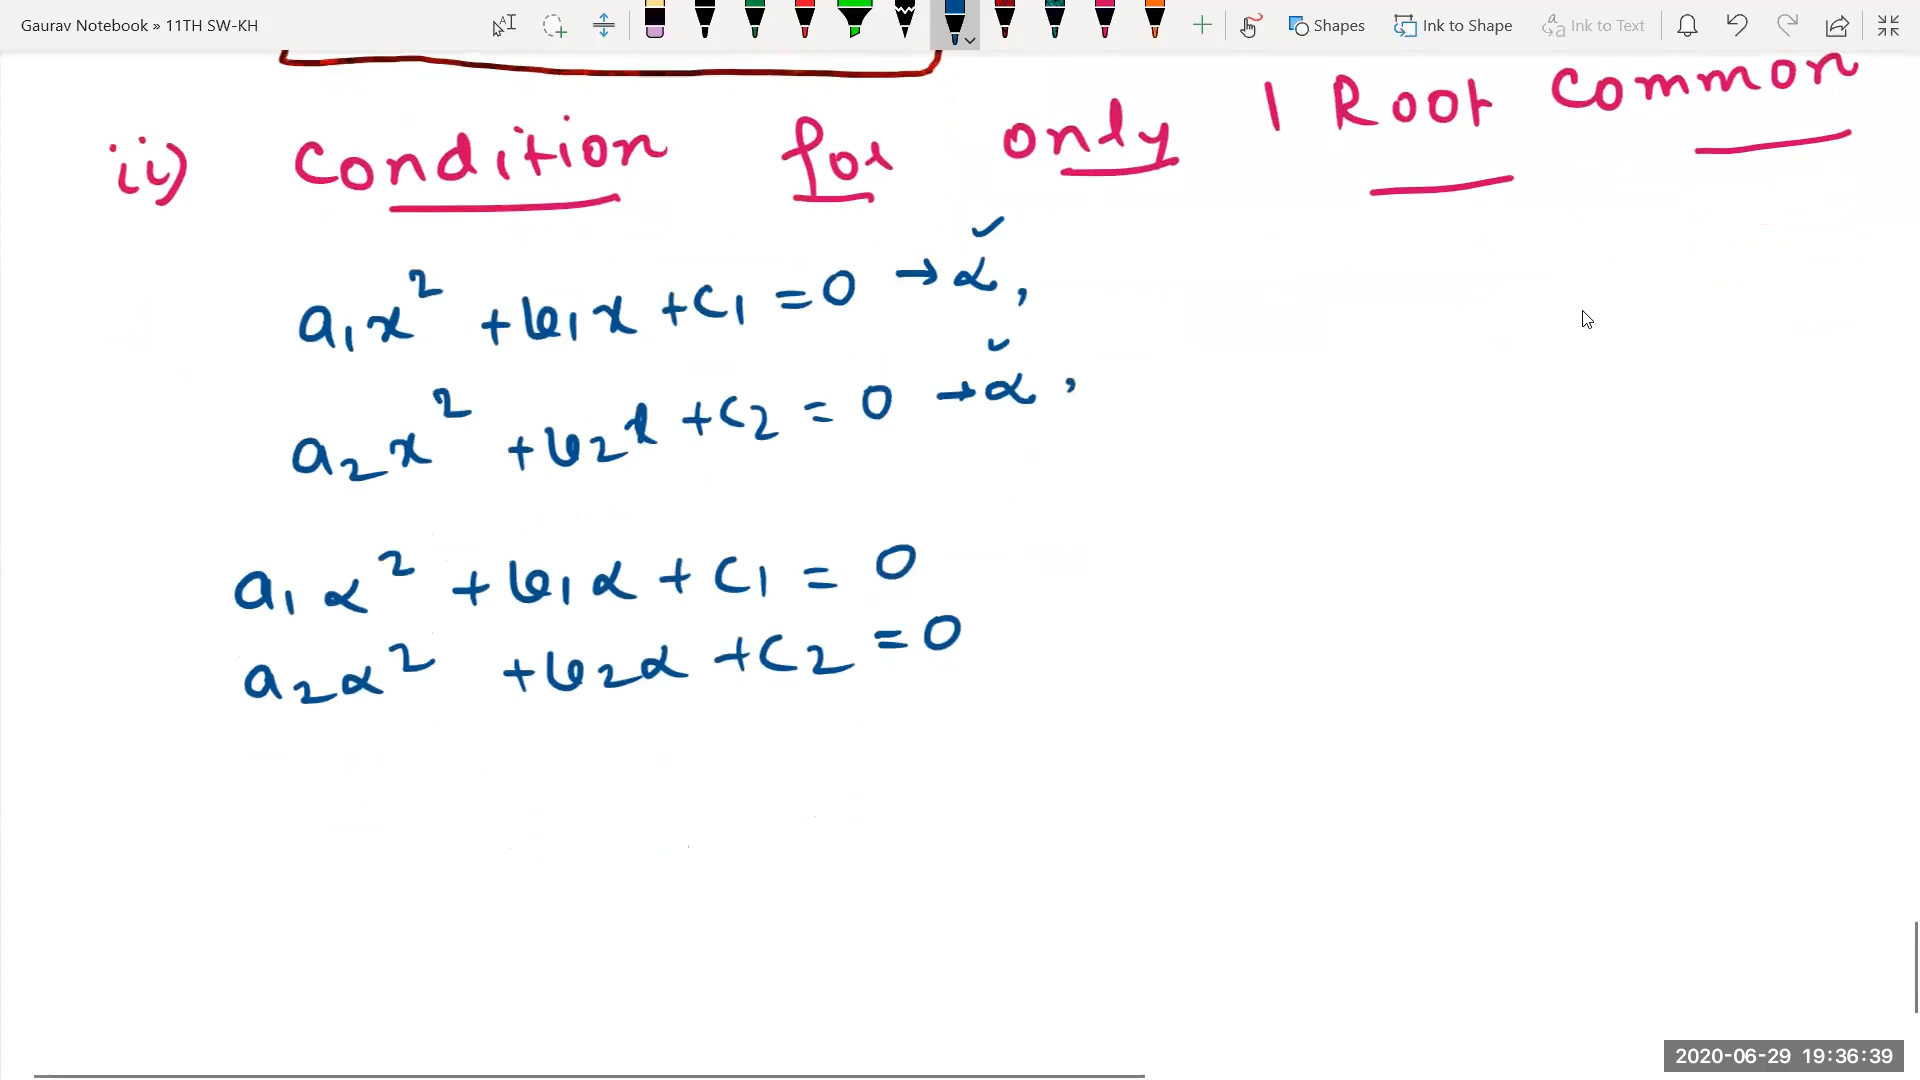 Gaurav Notebook » 11TH SW-KH
Shapes
Ink to Shape
Ink to Text
ii) Condition for only 1 Root Common
a₁x² + b₁x + c₁ = 0 → α,
a₂x² + b₂x + c₂ = 0 → α,
a₁α² + b₁α + c₁ = 0
a₂α² + b₂α + c₂ = 0
2020-06-29 19:36:39